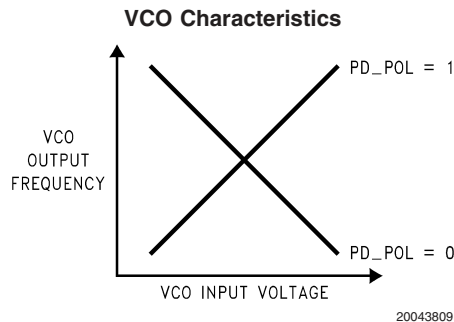 VCO Characteristics
PD_POL = 1
VCO
OUTPUT
FREQUENCY
PD_POL = 0
VCO INPUT VOLTAGE
20043809